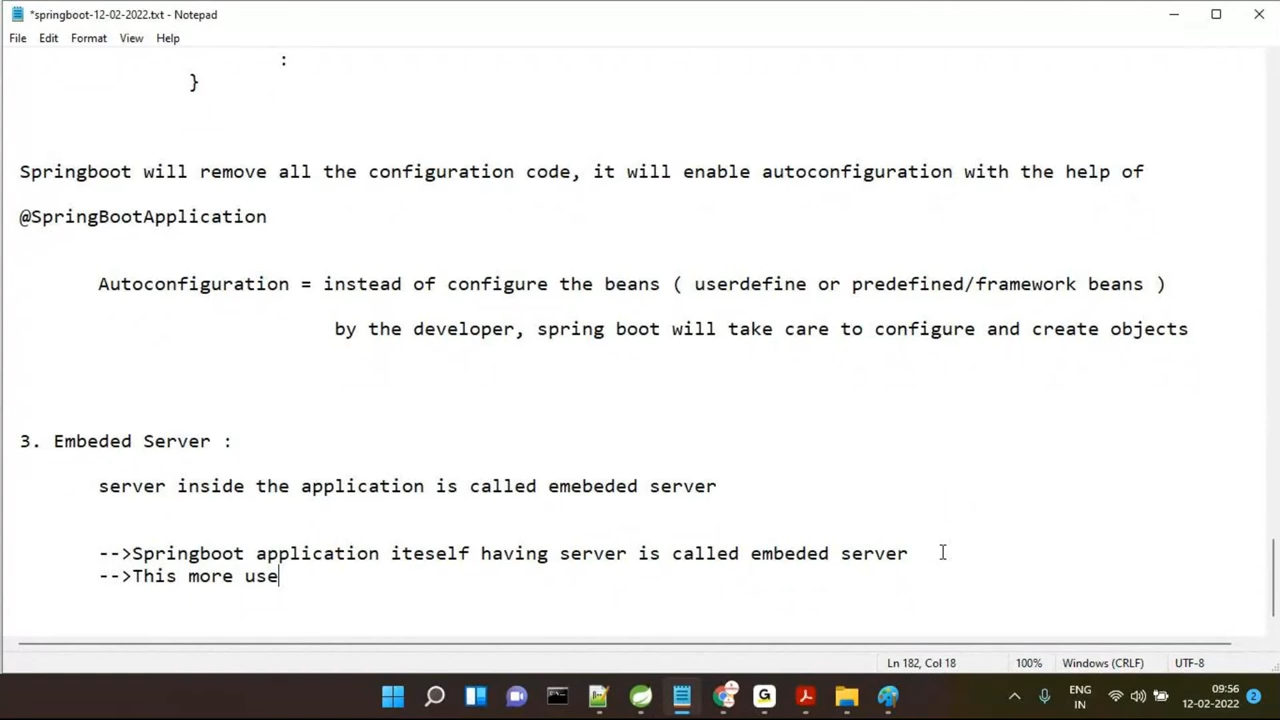 *springboot-12-02-2022.txt - Notepad
File Edit Format View Help
:
}
Springboot will remove all the configuration code, it will enable autoconfiguration with the help of
@SpringBootApplication
Autoconfiguration = instead of configure the beans ( userdefine or predefined/framework beans )
by the developer, spring boot will take care to configure and create objects
3. Embeded Server :
server inside the application is called emebeded server
-->Springboot application iteself having server is called embeded server
-->This more use
Ln 182, Col 18 100% Windows (CRLF) UTF-8
G
ENG
IN
09:56
12-02-2022
2